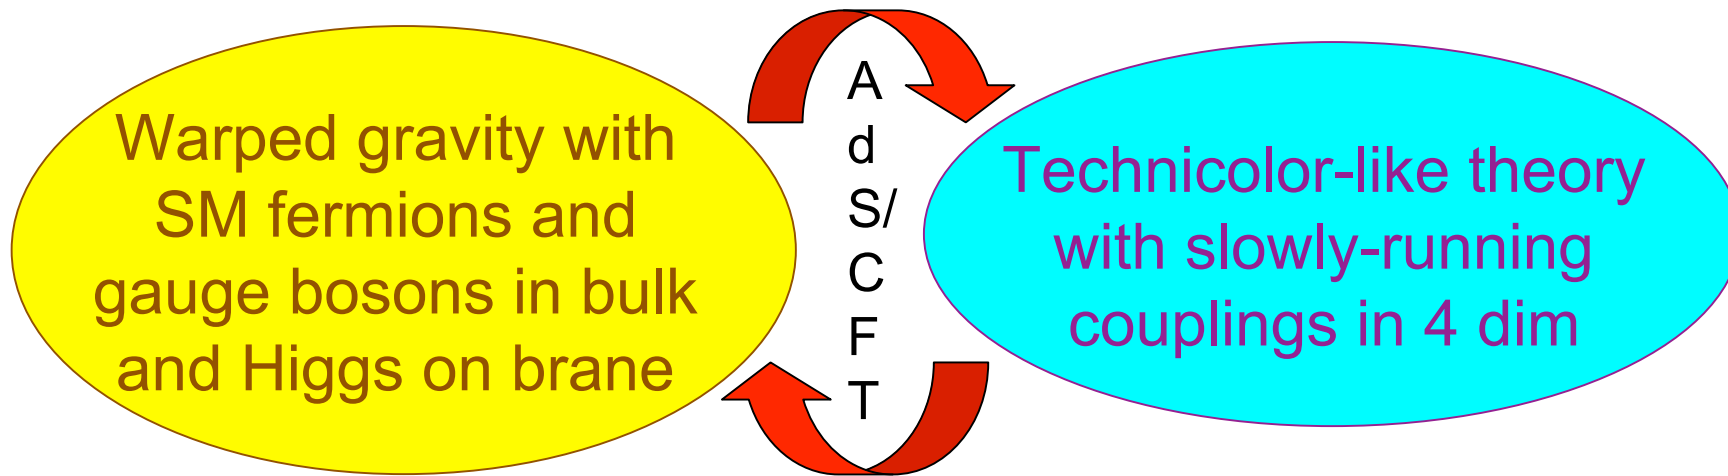 Warped gravity with
SM fermions and
gauge bosons in bulk
and Higgs on brane
A
d
S/
C
F
T
Technicolor-like theory
with slowly-running
couplings in 4 dim